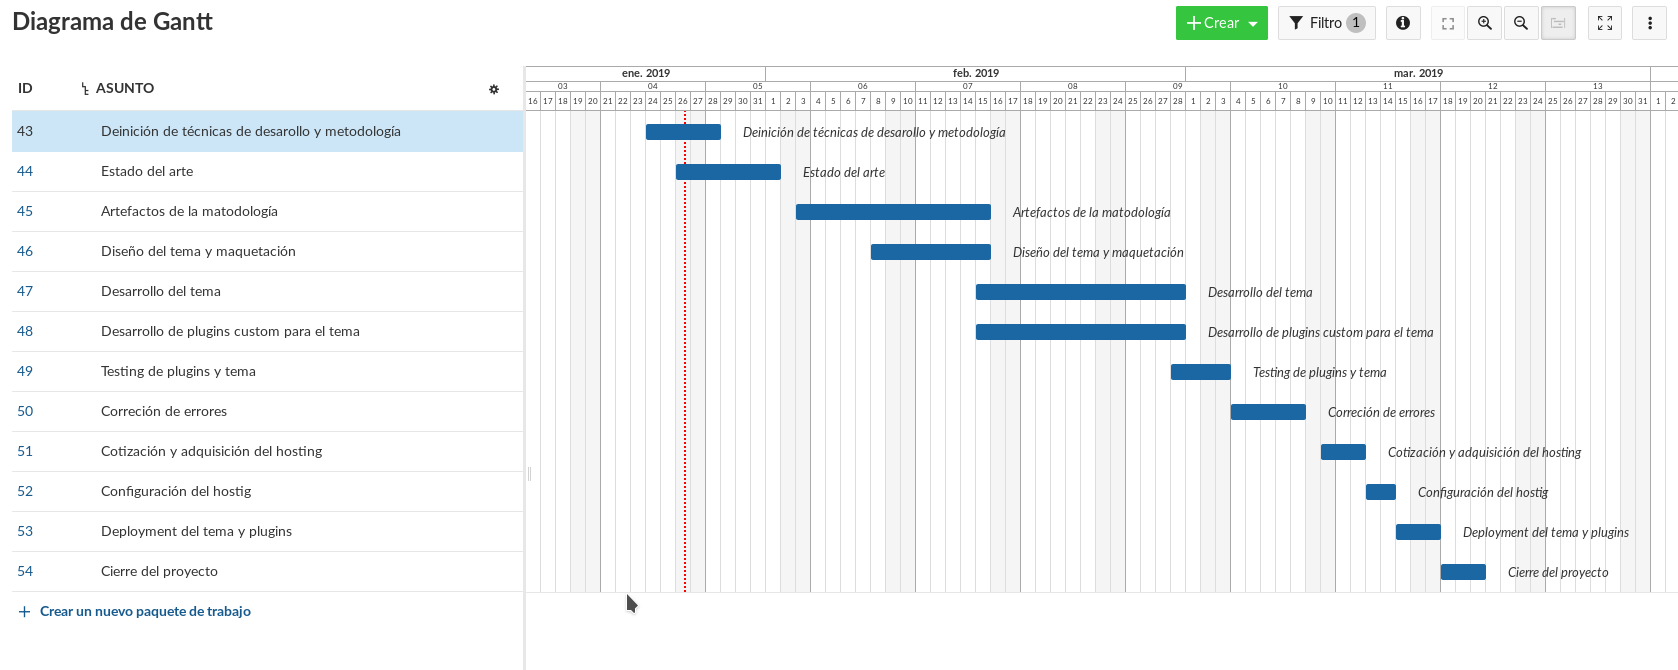 Diagrama de Gantt
Crear
Filtro 1
ID ASUNTO
ene. 2019 feb. 2019 mar. 2019
03 04 05 06 07 08 09 10 11 12 13
16 17 18 19 20 21 22 23 24 25 26 27 28 29 30 31 1 2 3 4 5 6 7 8 9 10 11 12 13 14 15 16 17 18 19 20 21 22 23 24 25 26 27 28 1 2 3 4 5 6 7 8 9 10 11 12 13 14 15 16 17 18 19 20 21 22 23 24 25 26 27 28 29 30 31 1 2
43 Deinición de técnicas de desarollo y metodología Deinición de técnicas de desarollo y metodología
44 Estado del arte Estado del arte
45 Artefactos de la matodología Artefactos de la matodología
46 Diseño del tema y maquetación Diseño del tema y maquetación
47 Desarrollo del tema Desarrollo del tema
48 Desarrollo de plugins custom para el tema Desarrollo de plugins custom para el tema
49 Testing de plugins y tema Testing de plugins y tema
50 Correción de errores Correción de errores
51 Cotización y adquisición del hosting Cotización y adquisición del hosting
52 Configuración del hostig Configuración del hostig
53 Deployment del tema y plugins Deployment del tema y plugins
54 Cierre del proyecto Cierre del proyecto
+ Crear un nuevo paquete de trabajo